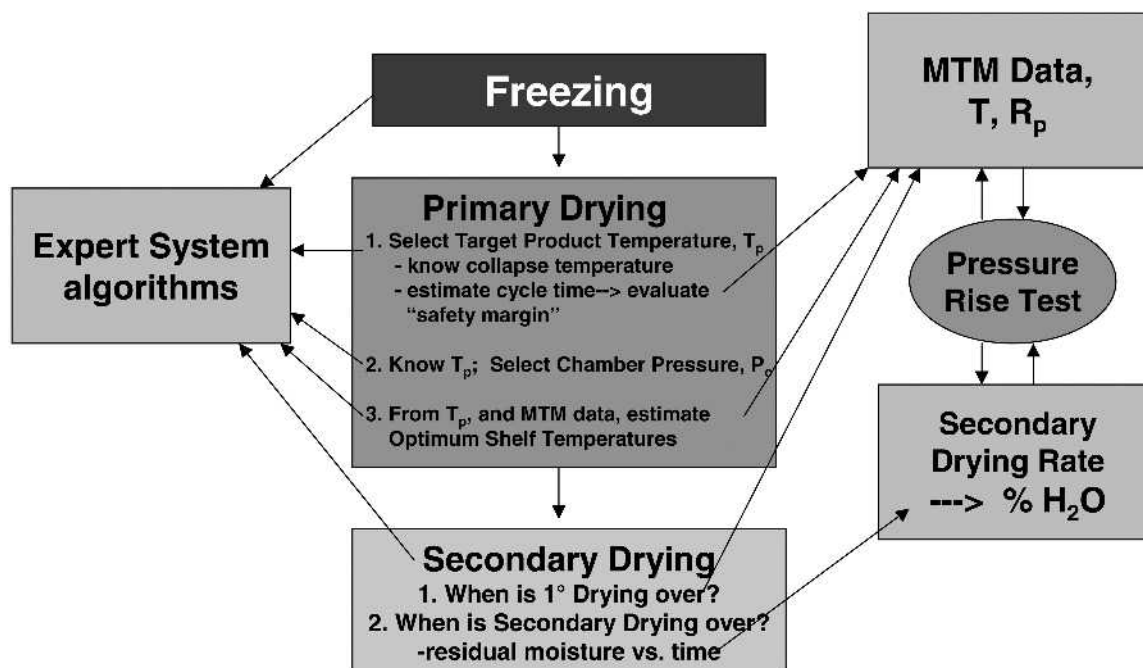 Freezing
Primary Drying
1. Select Target Product Temperature, Tₚ
- know collapse temperature
- estimate cycle time--> evaluate
“safety margin”
2. Know Tₚ; Select Chamber Pressure, P꜀
3. From Tₚ, and MTM data, estimate
Optimum Shelf Temperatures
Secondary Drying
1. When is 1° Drying over?
2. When is Secondary Drying over?
-residual moisture vs. time
Expert System
algorithms
MTM Data,
T, Rₚ
Pressure
Rise Test
Secondary
Drying Rate
---> % H₂O